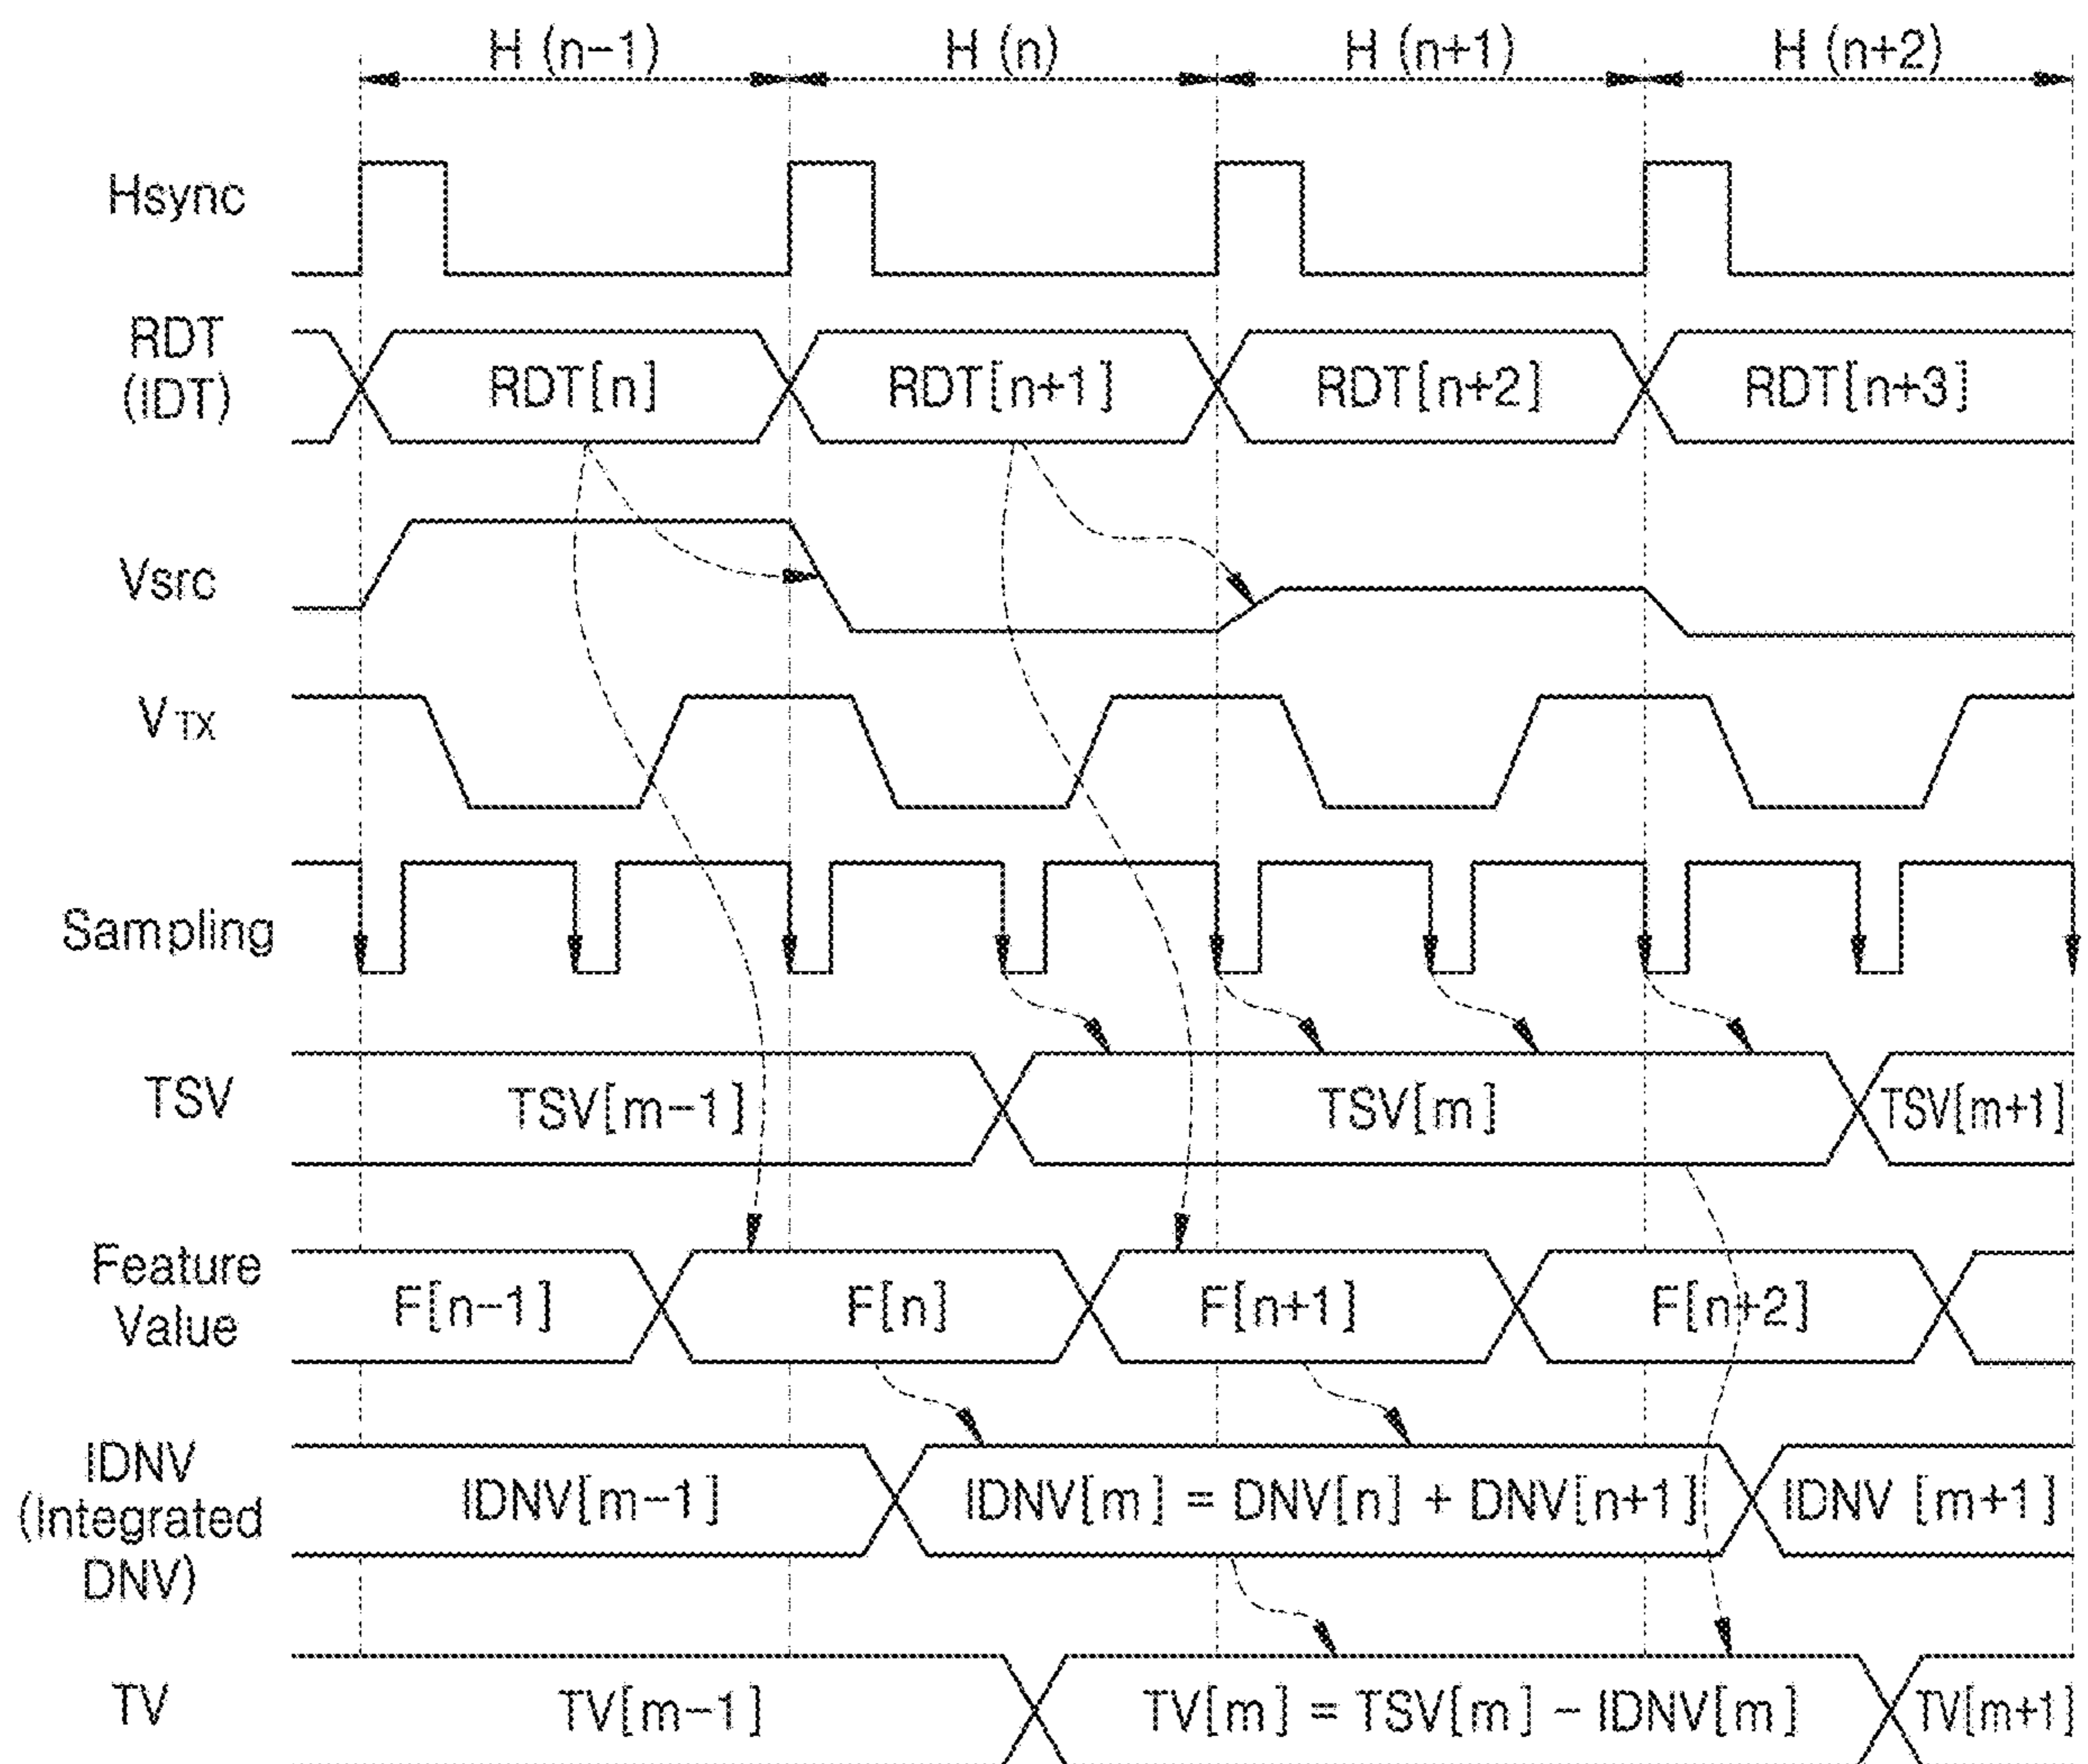 H (n-1) H (n) H (n+1) H (n+2)
Hsync
RDT
(IDT)
RDT[n] RDT[n+1] RDT[n+2] RDT[n+3]
Vsrc
VTX
Sampling
TSV
TSV[m-1] TSV[m] TSV[m+1]
Feature
Value
F[n-1] F[n] F[n+1] F[n+2]
IDNV
(Integrated
DNV)
IDNV[m-1] IDNV[m] = DNV[n] + DNV[n+1] IDNV [m+1]
TV
TV[m-1] TV[m] = TSV[m] - IDNV[m] TV[m+1]